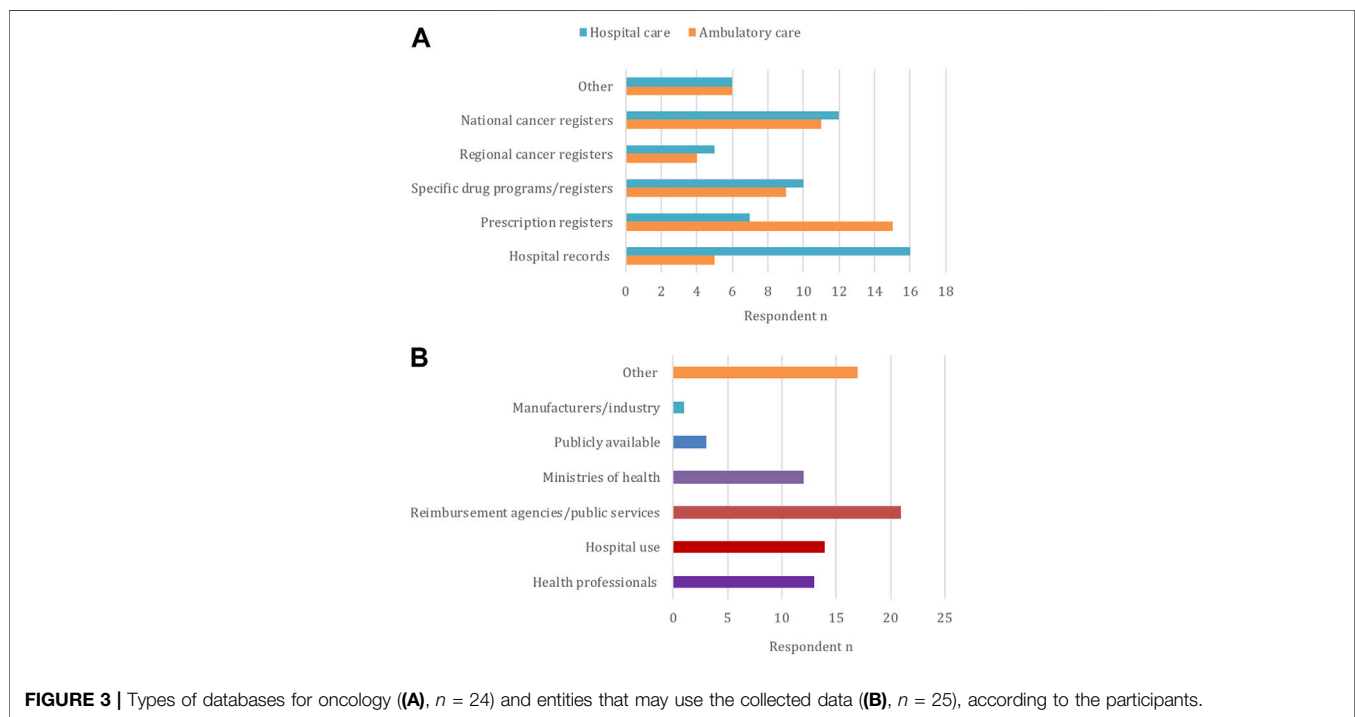 A
Hospital care Ambulatory care
Other
National cancer registers
Regional cancer registers
Specific drug programs/registers
Prescription registers
Hospital records
0 2 4 6 8 10 12 14 16 18
Respondent n
B
Other
Manufacturers/industry
Publicly available
Ministries of health
Reimbursement agencies/public services
Hospital use
Health professionals
0 5 10 15 20 25
Respondent n
FIGURE 3 | Types of databases for oncology ((A), n = 24) and entities that may use the collected data ((B), n = 25), according to the participants.